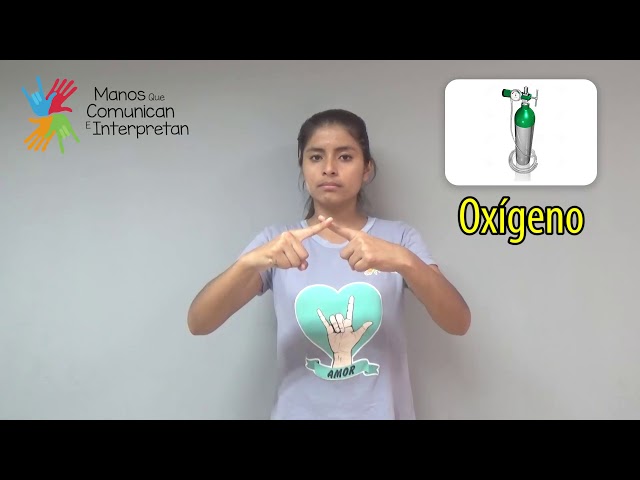 Manos Que
Comunican
E Interpretan
Oxígeno
AMOR